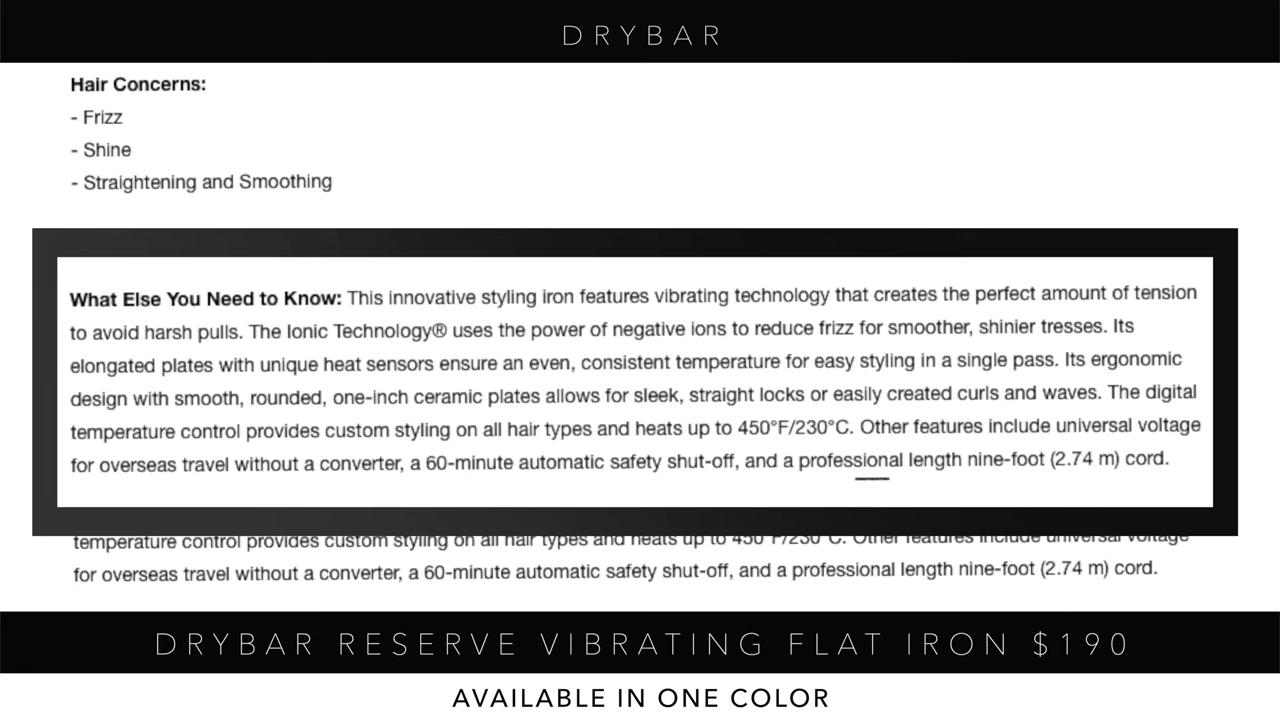 DRYBAR
Hair Concerns:
- Frizz
- Shine
- Straightening and Smoothing
What Else You Need to Know: This innovative styling iron features vibrating technology that creates the perfect amount of tension
to avoid harsh pulls. The Ionic Technology® uses the power of negative ions to reduce frizz for smoother, shinier tresses. Its
elongated plates with unique heat sensors ensure an even, consistent temperature for easy styling in a single pass. Its ergonomic
design with smooth, rounded, one-inch ceramic plates allows for sleek, straight locks or easily created curls and waves. The digital
temperature control provides custom styling on all hair types and heats up to 450°F/230°C. Other features include universal voltage
for overseas travel without a converter, a 60-minute automatic safety shut-off, and a professional length nine-foot (2.74 m) cord.
temperature control provides custom styling on all hair types and heats up to 450°F/230°C. Other features include universal voltage
for overseas travel without a converter, a 60-minute automatic safety shut-off, and a professional length nine-foot (2.74 m) cord.
DRYBAR RESERVE VIBRATING FLAT IRON $190
AVAILABLE IN ONE COLOR